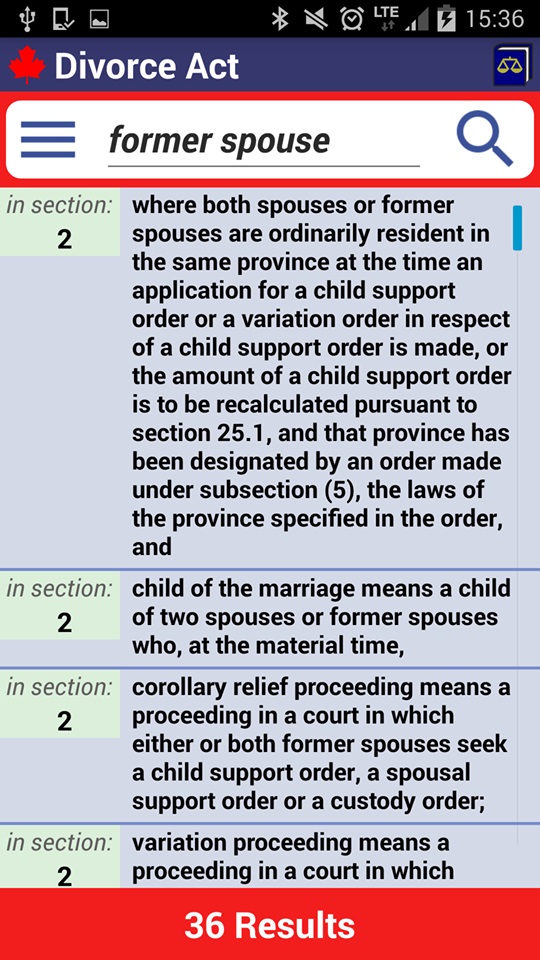 LTE 15:36
Divorce Act
former spouse
in section:
2
where both spouses or former
spouses are ordinarily resident in
the same province at the time an
application for a child support
order or a variation order in respect
of a child support order is made, or
the amount of a child support order
is to be recalculated pursuant to
section 25.1, and that province has
been designated by an order made
under subsection (5), the laws of
the province specified in the order,
and
in section:
2
child of the marriage means a child
of two spouses or former spouses
who, at the material time,
in section:
2
corollary relief proceeding means a
proceeding in a court in which
either or both former spouses seek
a child support order, a spousal
support order or a custody order;
in section:
2
variation proceeding means a
proceeding in a court in which
36 Results